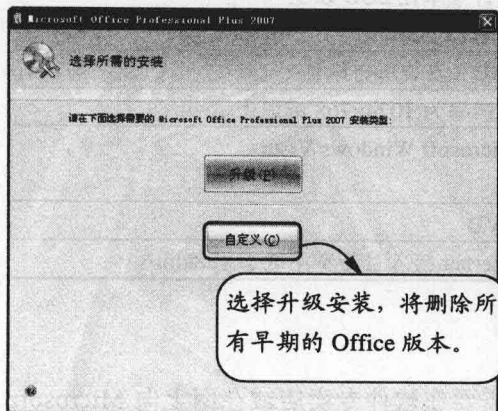 Microsoft Office Professional Plus 2007
选择所需的安装
请在下面选择需要的 Microsoft Office Professional Plus 2007 安装类型:
升级(P)
自定义(C)
选择升级安装，将删除所
有早期的 Office 版本。